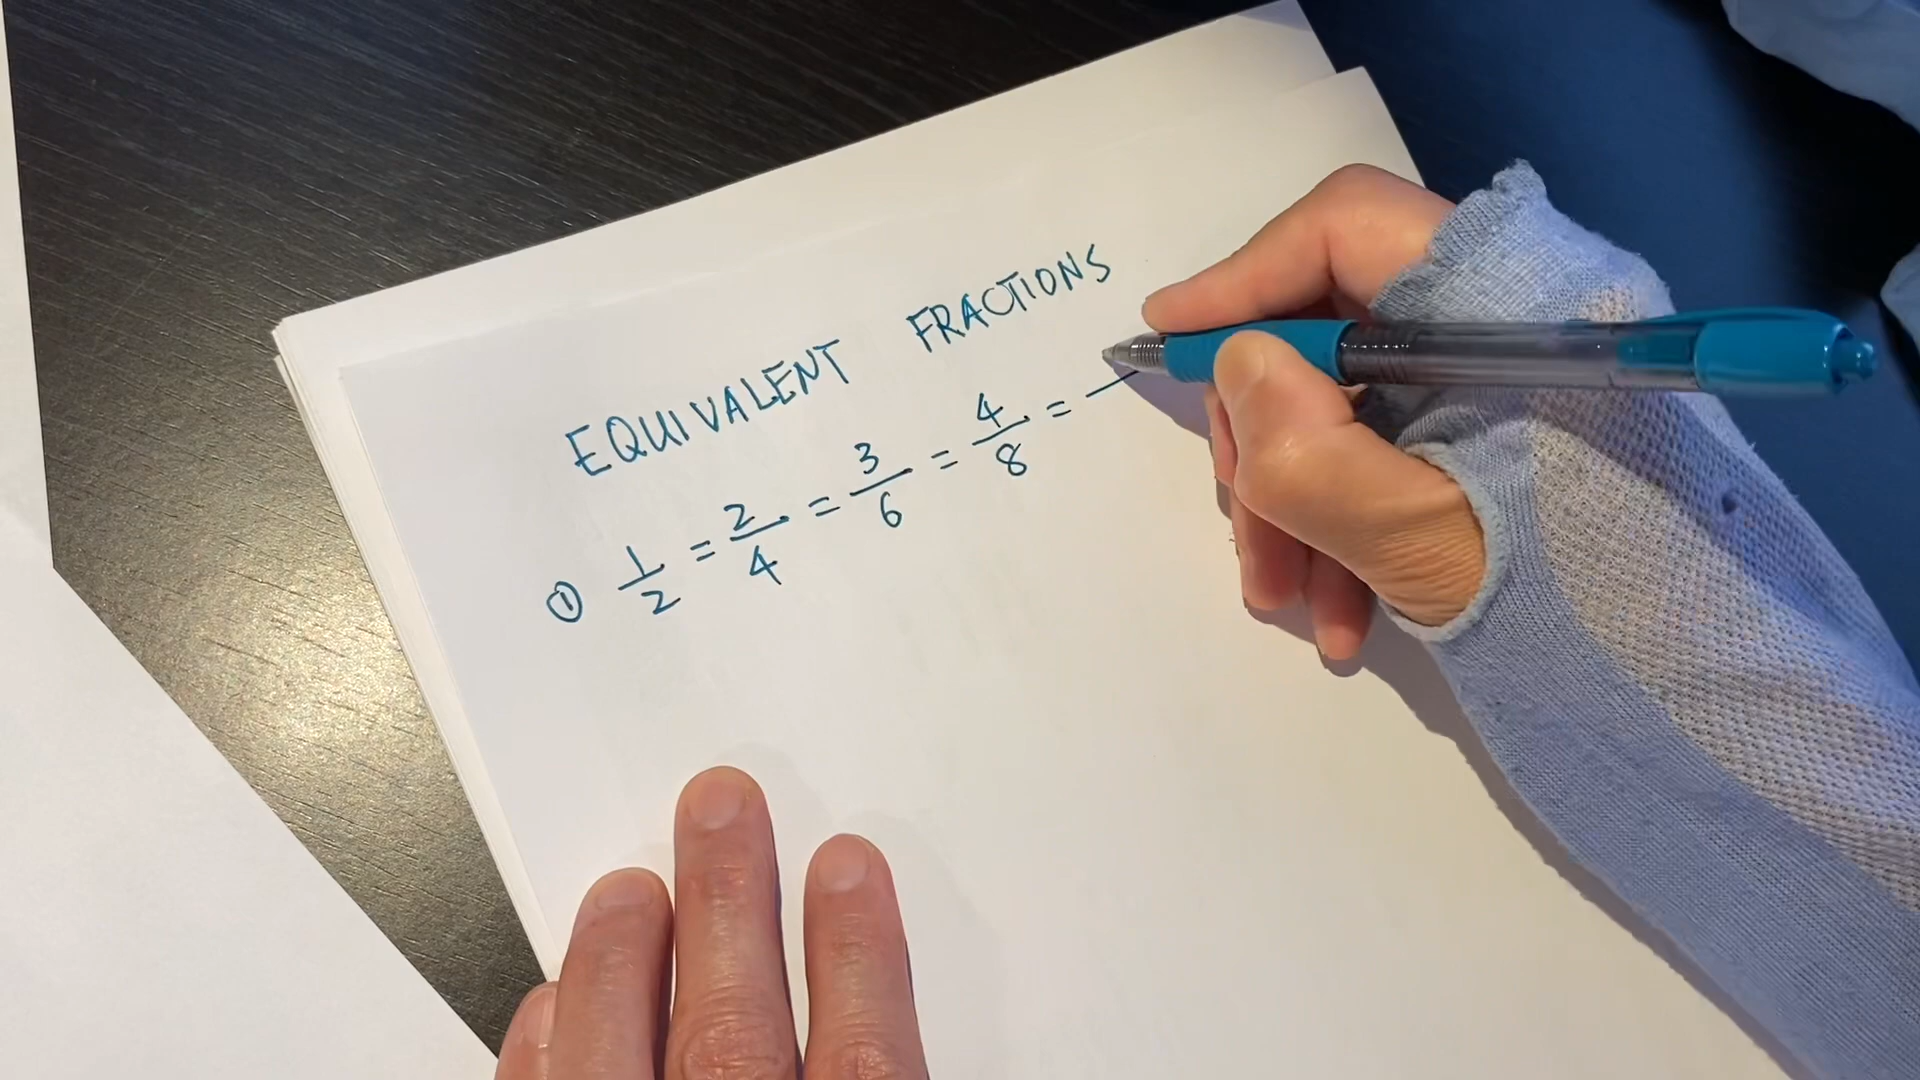 EQUIVALENT FRACTIONS
① 1/2 = 2/4 = 3/6 = 4/8 =